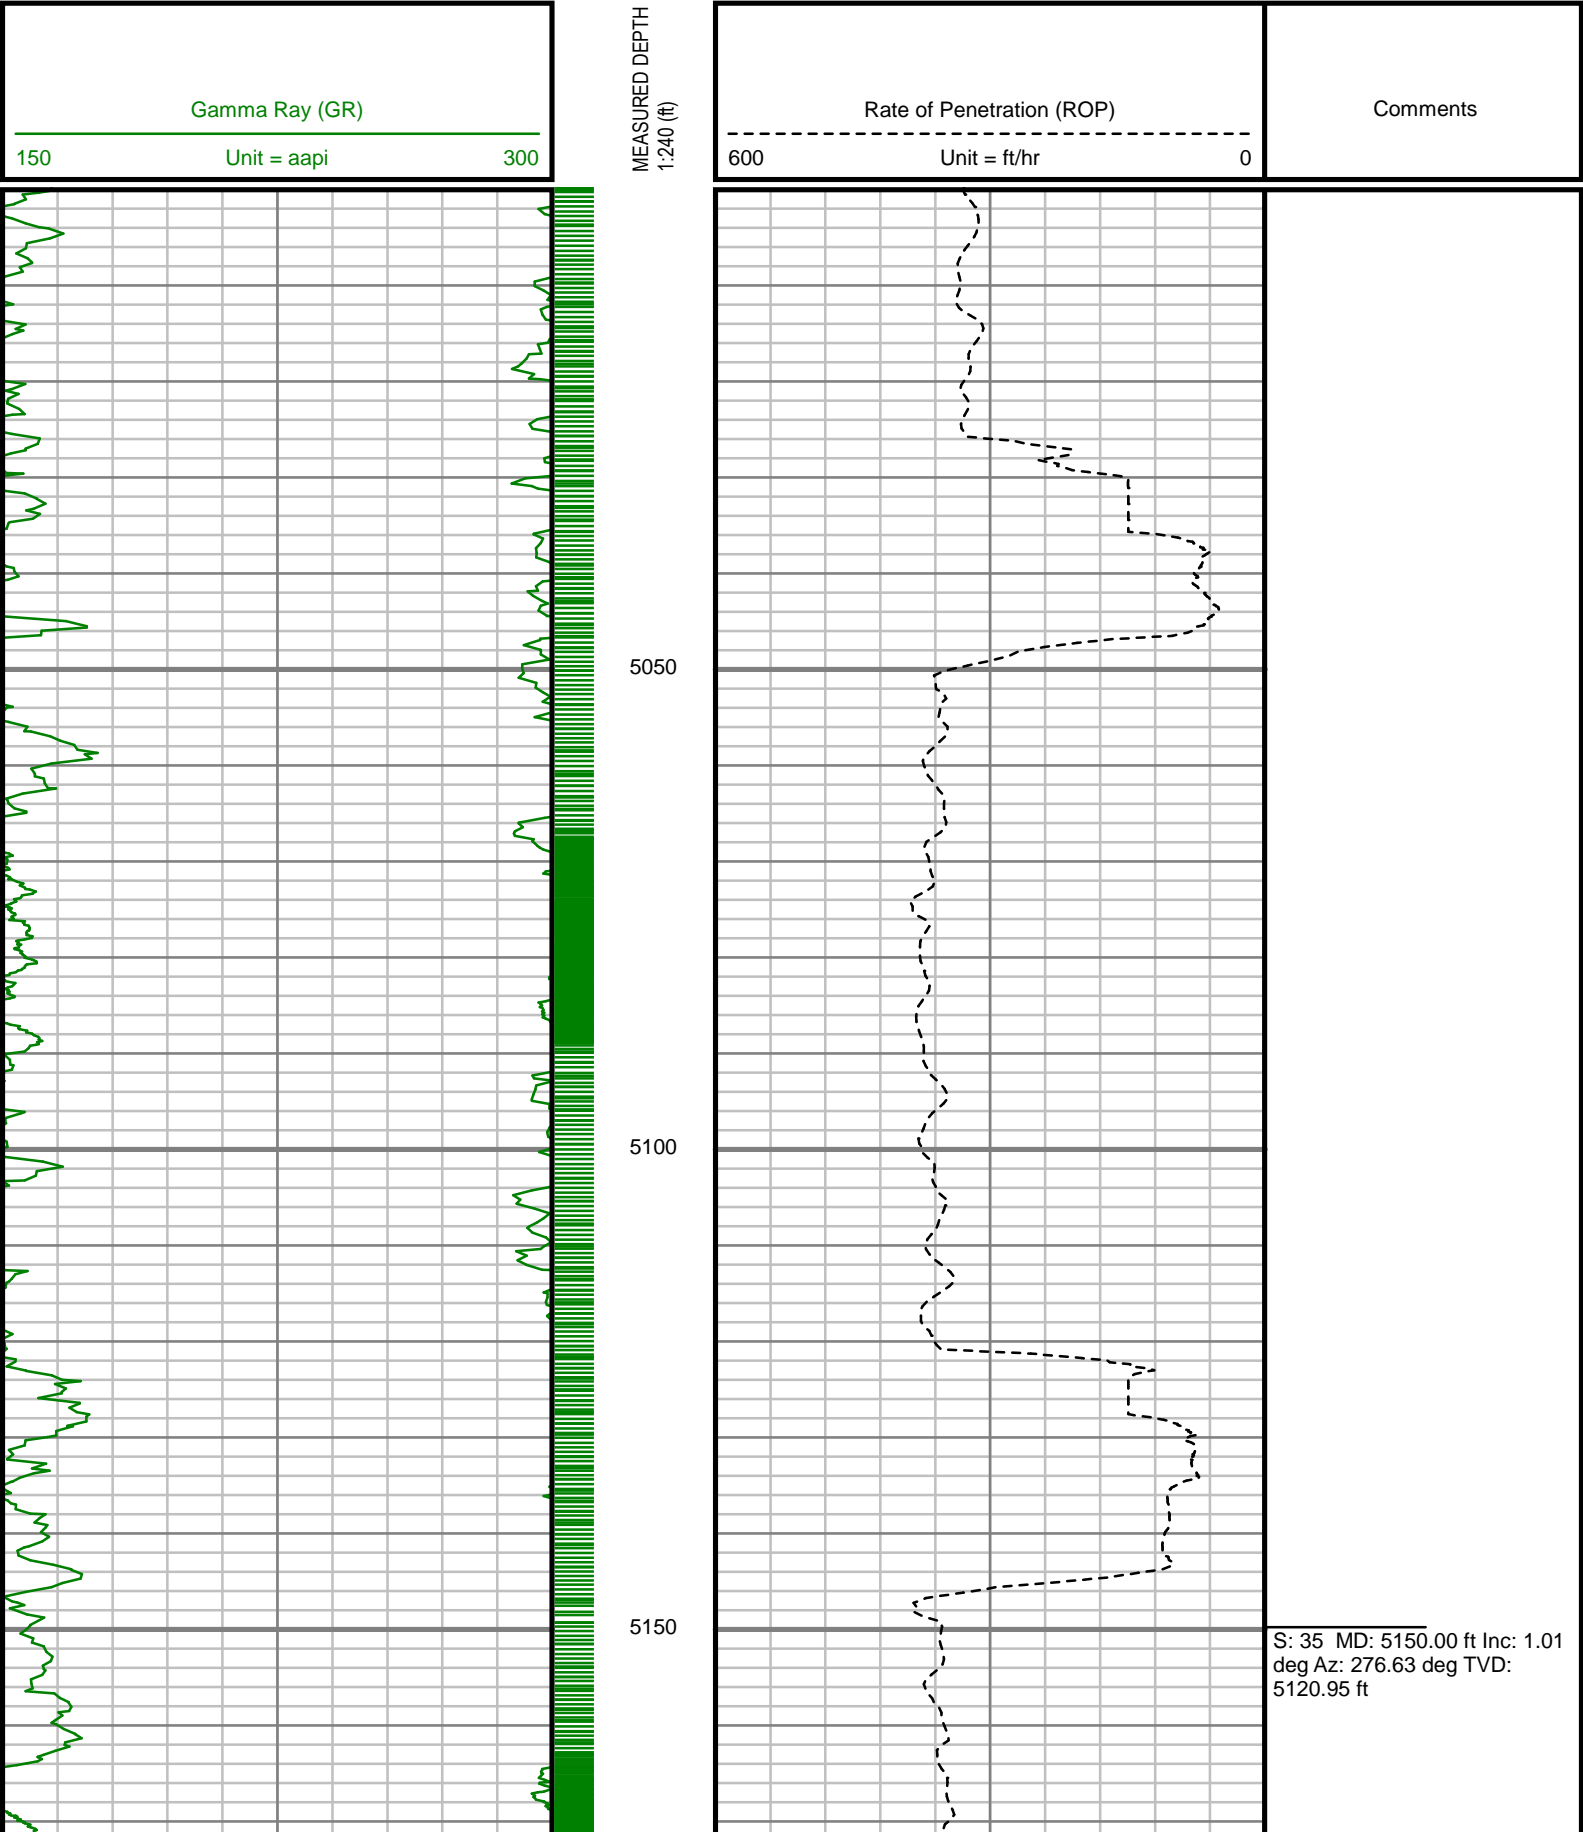 Gamma Ray (GR)
150 Unit = aapi 300
MEASURED DEPTH
1:240 (ft)
Rate of Penetration (ROP)
600 Unit = ft/hr 0
Comments
5050
5100
5150
S: 35 MD: 5150.00 ft Inc: 1.01
deg Az: 276.63 deg TVD:
5120.95 ft